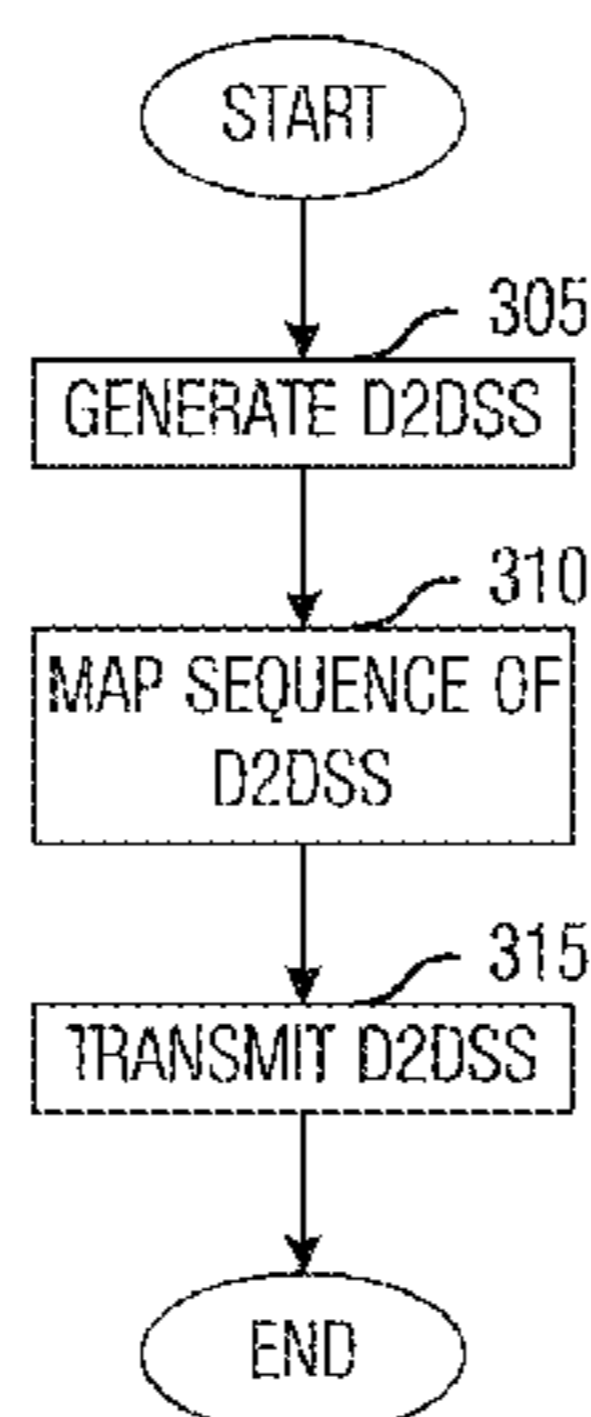 START
305
GENERATE D2DSS
310
MAP SEQUENCE OF
D2DSS
315
TRANSMIT D2DSS
END